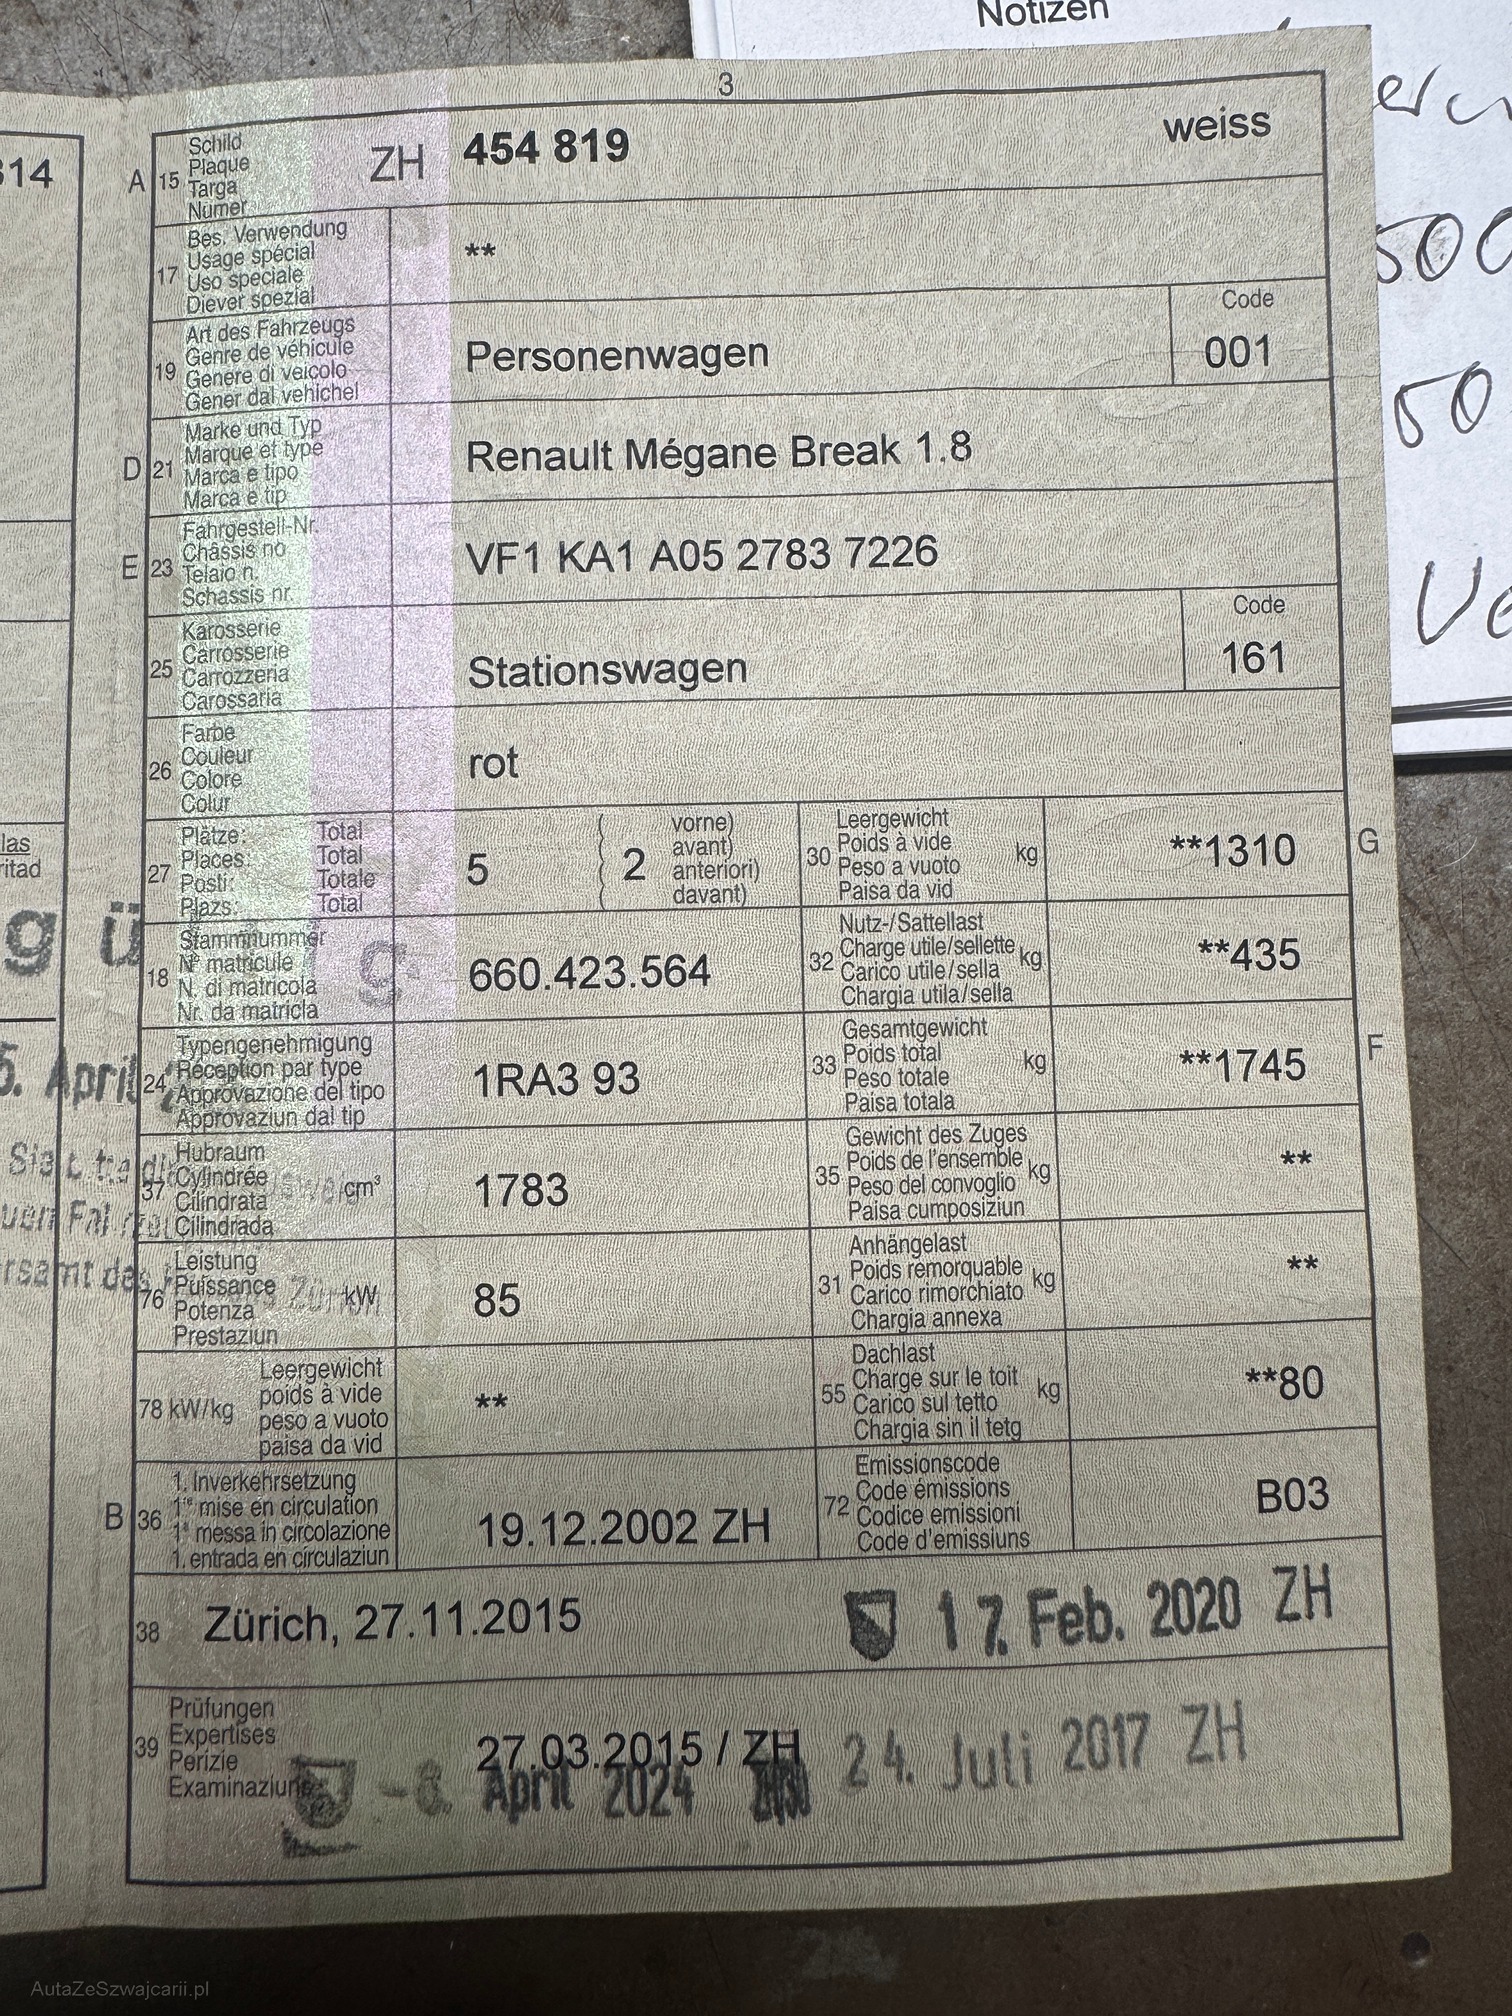 Notizen
3
614
A 15 Schild
Plaque
Targa
Numer
ZH 454 819 weiss
17 Bes. Verwendung
Usage spécial
Uso speciale
Diever spezial
**
19 Art des Fahrzeugs
Genre de véhicule
Genere di veicolo
Gener dal vehichel
Personenwagen
Code
001
D 21 Marke und Typ
Marque et type
Marca e tipo
Marca e tip
Renault Mégane Break 1.8
E 23 Fahrgestell-Nr.
Châssis no
Telaio n.
Schassis nr.
VF1 KA1 A05 2783 7226
25 Karosserie
Carrosserie
Carrozzeria
Carossaria
Stationswagen
Code
161
26 Farbe
Couleur
Colore
Colur
rot
27 Plätze: Total
Places: Total
Posti: Totale
Plazs: Total
5 2 vorne)
avant)
anteriori)
davant)
30 Leergewicht
Poids à vide
Peso a vuoto
Paisa da vid
kg **1310 G
18 Stammnummer
N° matricule
N. di matricola
Nr. da matricla
660.423.564
32 Nutz-/Sattellast
Charge utile/sellette
Carico utile/sella
Chargia utila/sella
kg **435
24 Typengenehmigung
Réception par type
Approvazione del tipo
Approvaziun dal tip
1RA3 93
33 Gesamtgewicht
Poids total
Peso totale
Paisa totala
kg **1745 F
37 Hubraum
Cylindrée
Cilindrata
Cilindrada
cm³ 1783
35 Gewicht des Zuges
Poids de l'ensemble
Peso del convoglio
Paisa cumposiziun
kg **
76 Leistung
Puissance
Potenza
Prestaziun
kW 85
31 Anhängelast
Poids remorquable
Carico rimorchiato
Chargia annexa
kg **
78 kW/kg Leergewicht
poids à vide
peso a vuoto
paisa da vid
**
55 Dachlast
Charge sur le toit
Carico sul tetto
Chargia sin il tetg
kg **80
B 36 1. Inverkehrsetzung
1re mise en circulation
1a messa in circolazione
1. entrada en circulaziun
19.12.2002 ZH
72 Emissionscode
Code émissions
Codice emissioni
Code d'emissiuns
B03
38 Zürich, 27.11.2015 17. Feb. 2020 ZH
39 Prüfungen
Expertises
Perizie
Examinaziuns
27.03.2015 / ZH 24. Juli 2017 ZH
April 2024
las
ritad
g ü
5. April
500
50
AutaZeSzwajcarii.pl